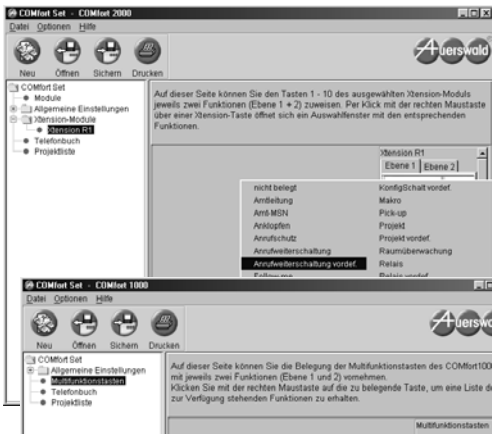 COMfort Set - COMfort 2000
Datei Optionen Hilfe
Neu Öffnen Sichern Drucken
Auerswald
COMfort Set
Module
Allgemeine Einstellungen
Xtension-Module
Xtension R1
Telefonbuch
Projektliste
Auf dieser Seite können Sie den Tasten 1 - 10 des ausgewählten Xtension-Moduls
jeweils zwei Funktionen (Ebene 1 + 2) zuweisen. Per Klick mit der rechten Maustaste
über einer Xtension-Taste öffnet sich ein Auswahlfenster mit den entsprechenden
Funktionen.
Xtension R1
Ebene 1 Ebene 2
nicht belegt KonfigSchalt vordef.
Amtleitung Makro
Amt-MSN Pick-up
Anklopfen Projekt
Anrufschutz Projekt vordef.
Anrufweiterschaltung Raumüberwachung
Anrufweiterschaltung vordef. Relais
Follow me Relais vordef.
COMfort Set - COMfort 1000
Datei Optionen Hilfe
Neu Öffnen Sichern Drucken
Auerswa
COMfort Set
Allgemeine Einstellungen
Multifunktionstasten
Telefonbuch
Projektliste
Auf dieser Seite können Sie die Belegung der Multifunktionstasten des COMfort1000
mit jeweils zwei Funktionen (Ebene 1 und 2) vornehmen.
Klicken Sie mit der rechten Maustaste auf die zu belegende Taste, um eine Liste de
zur Verfügung stehenden Funktionen zu erhalten.
Multifunktionstasten